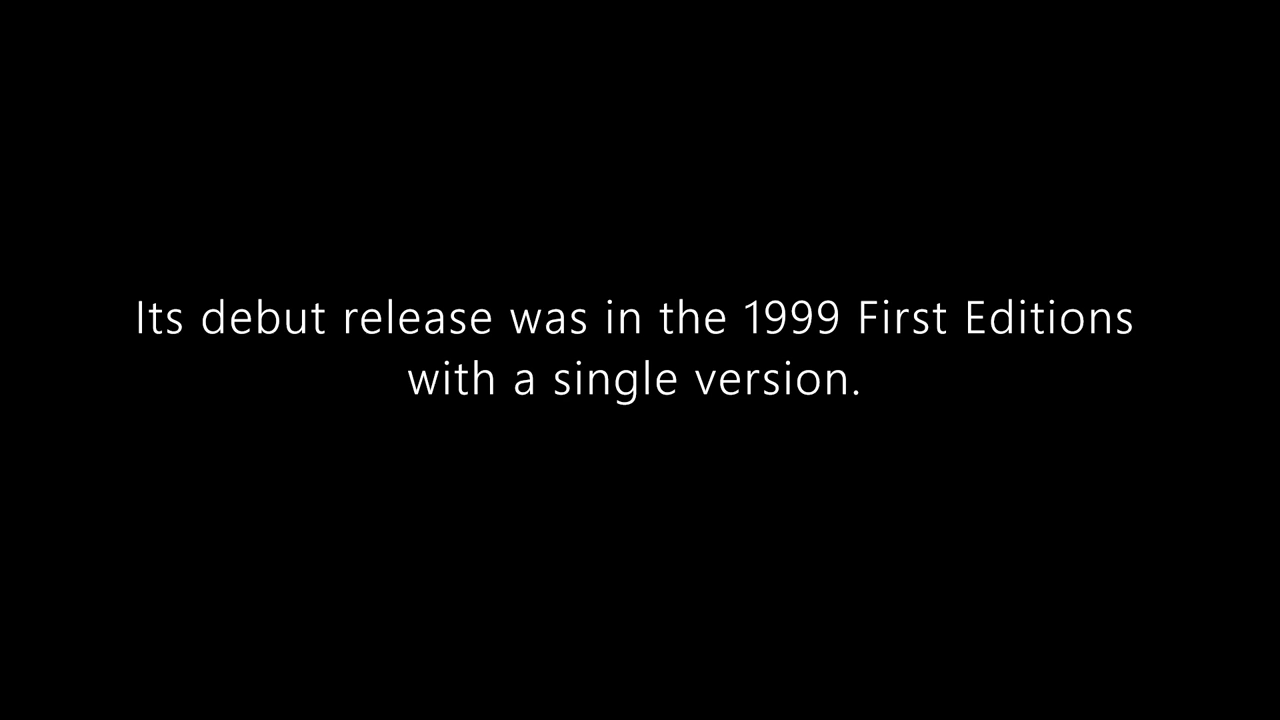 Its debut release was in the 1999 First Editions
with a single version.